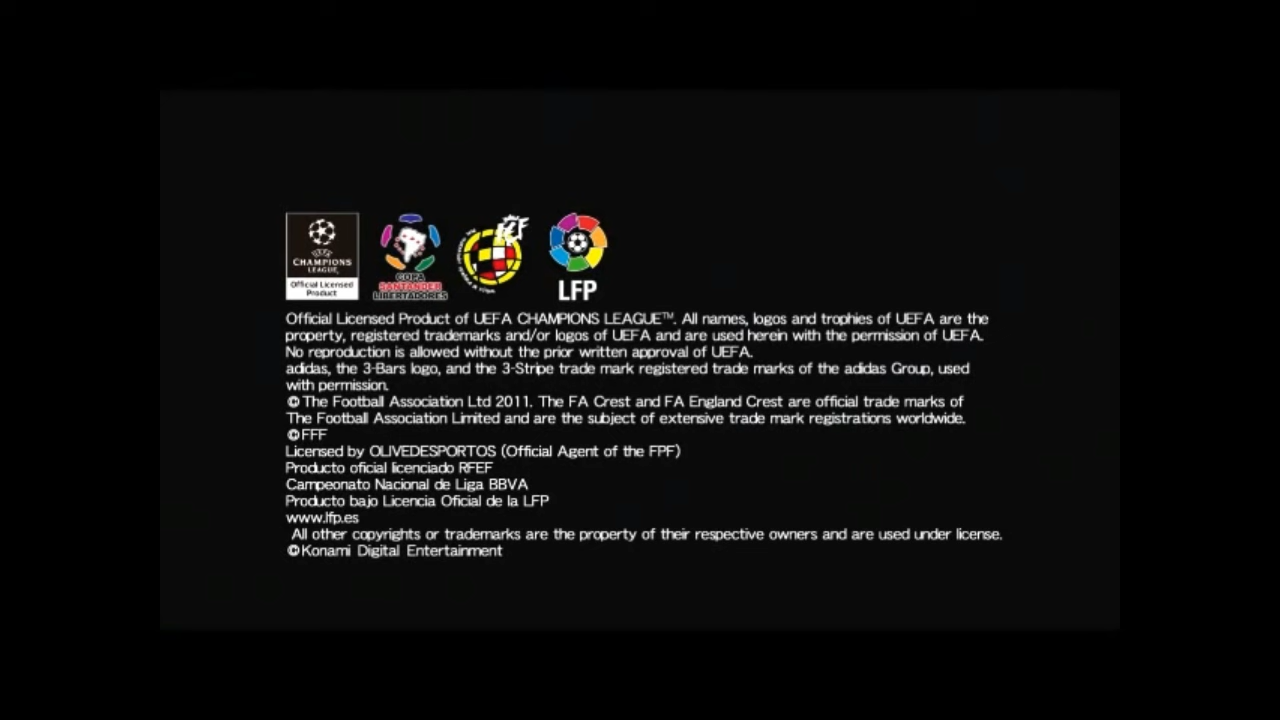 UEFA
CHAMPIONS
LEAGUE
Official Licensed
Product
COPA
SANTANDER
LIBERTADORES
LFP
Official Licensed Product of UEFA CHAMPIONS LEAGUE™. All names, logos and trophies of UEFA are the
property, registered trademarks and/or logos of UEFA and are used herein with the permission of UEFA.
No reproduction is allowed without the prior written approval of UEFA.
adidas, the 3-Bars logo, and the 3-Stripe trade mark registered trade marks of the adidas Group, used
with permission.
©The Football Association Ltd 2011. The FA Crest and FA England Crest are official trade marks of
The Football Association Limited and are the subject of extensive trade mark registrations worldwide.
©FFF
Licensed by OLIVEDESPORTOS (Official Agent of the FPF)
Producto oficial licenciado RFEF
Campeonato Nacional de Liga BBVA
Producto bajo Licencia Oficial de la LFP
www.lfp.es
All other copyrights or trademarks are the property of their respective owners and are used under license.
©Konami Digital Entertainment